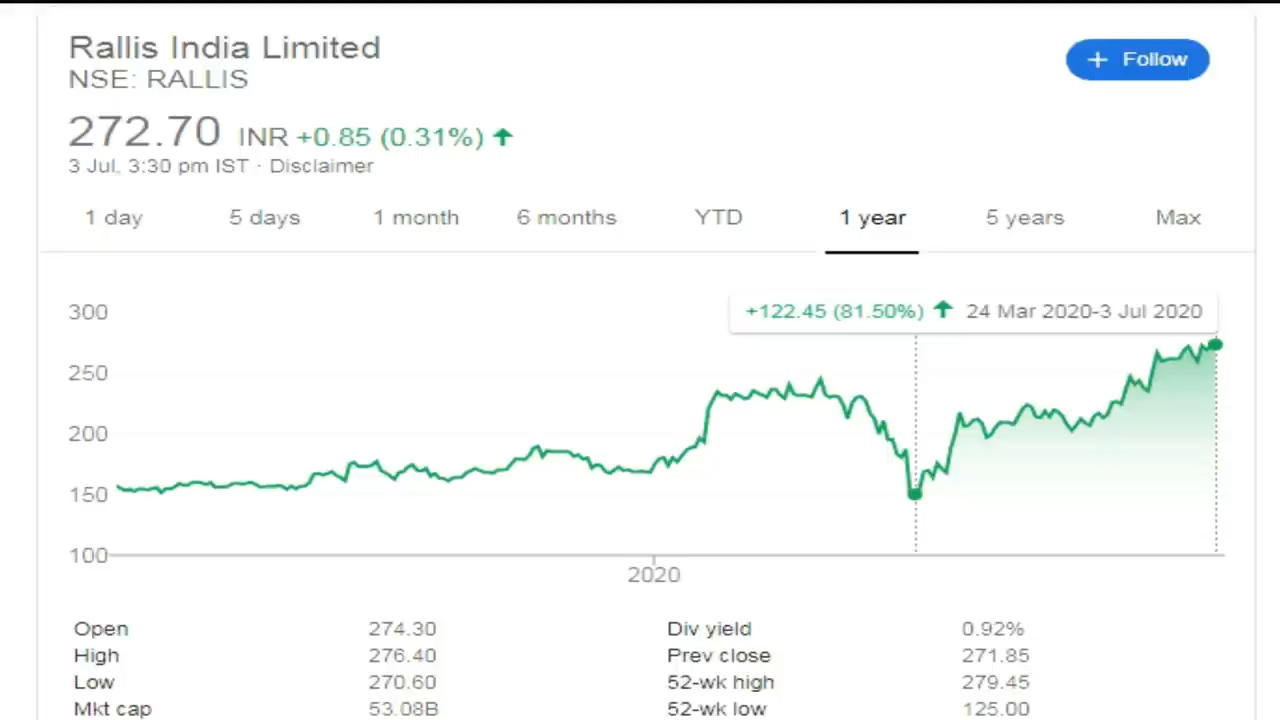 Rallis India Limited
+ Follow
NSE: RALLIS
272.70 INR +0.85 (0.31%) ↑
3 Jul, 3:30 pm IST · Disclaimer
1 day 5 days 1 month 6 months YTD 1 year 5 years Max
+122.45 (81.50%) ↑ 24 Mar 2020-3 Jul 2020
300
250
200
150
100
2020
Open 274.30 Div yield 0.92%
High 276.40 Prev close 271.85
Low 270.60 52-wk high 279.45
Mkt cap 53.08B 52-wk low 125.00